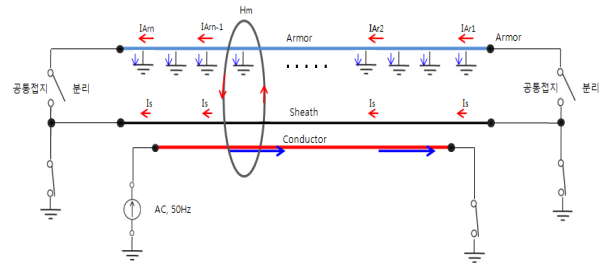 Hm
IArn
IArn-1
IAr2
IAr1
Armor
Armor
.....
공통접지
분리
공통접지
분리
Is
Is
Is
Is
Sheath
Conductor
AC, 50Hz